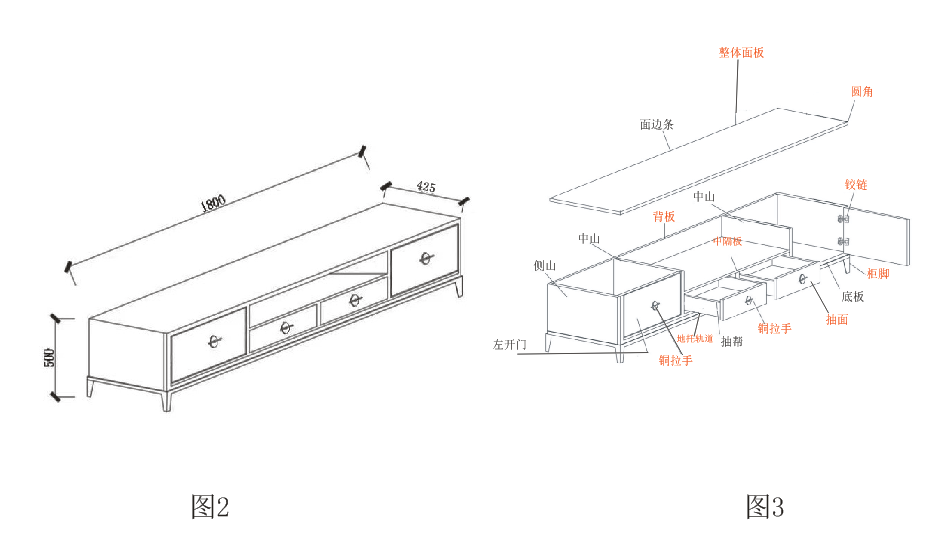 整体面板
圆角
面边条
1800
425
铰链
中山
背板
中隔板
中山
侧山
柜脚
底板
抽面
500
铜拉手
地托轨道
抽帮
左开门
铜拉手
图2
图3